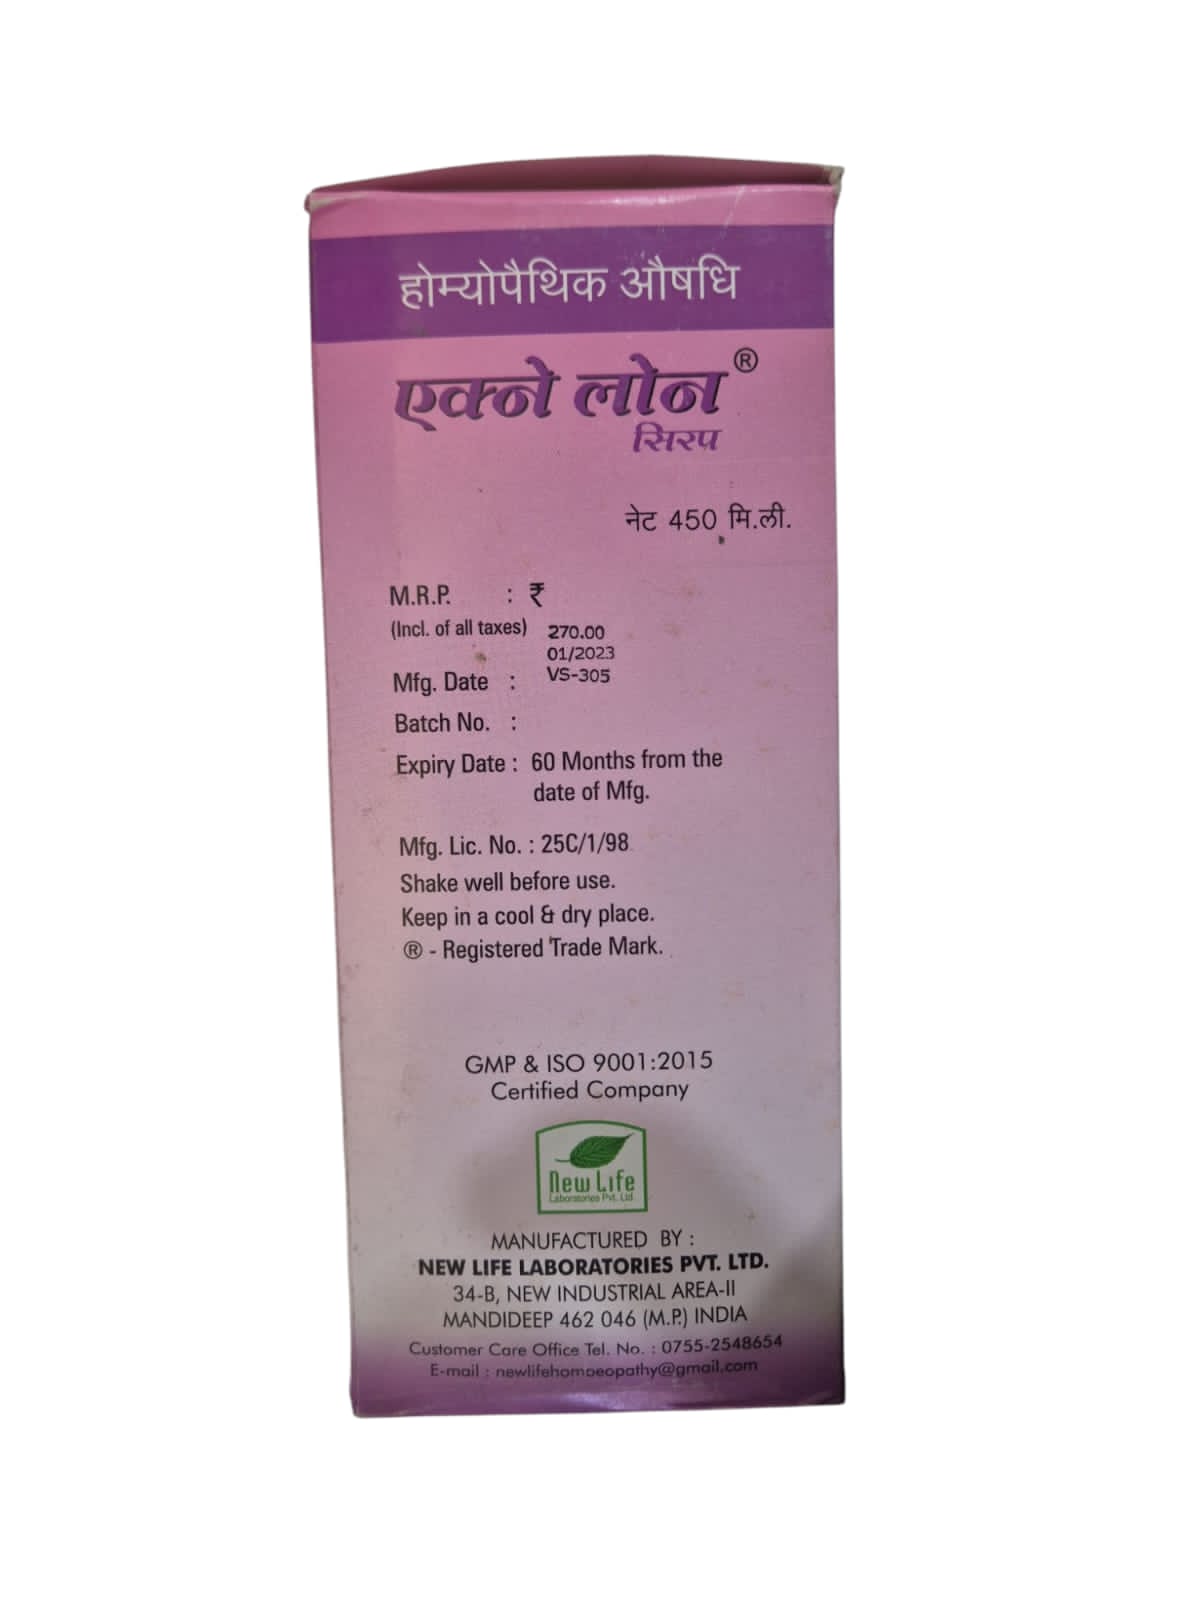 होम्योपैथिक औषधि
एक्ने लोन ®
सिरप
नेट 450 मि.ली.
M.R.P. : ₹
(Incl. of all taxes) 270.00
01/2023
Mfg. Date : VS-305
Batch No. :
Expiry Date : 60 Months from the
date of Mfg.
Mfg. Lic. No. : 25C/1/98
Shake well before use.
Keep in a cool & dry place.
® - Registered Trade Mark.
GMP & ISO 9001:2015
Certified Company
New Life
Laboratories Pvt. Ltd.
MANUFACTURED BY :
NEW LIFE LABORATORIES PVT. LTD.
34-B, NEW INDUSTRIAL AREA-II
MANDIDEEP 462 046 (M.P.) INDIA
Customer Care Office Tel. No. : 0755-2548654
E-mail : newlifehomoeopathy@gmail.com